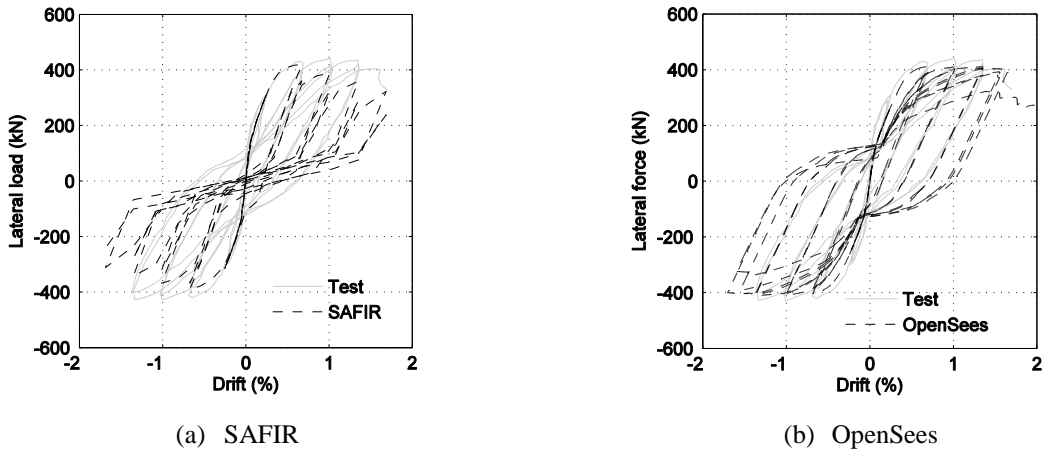 600
400
200
0
-200
-400
-600
-2
-1
0
1
2
Lateral load (kN)
Drift (%)
Test
SAFIR
(a) SAFIR
600
400
200
0
-200
-400
-600
-2
-1
0
1
2
Lateral force (kN)
Drift (%)
Test
OpenSees
(b) OpenSees